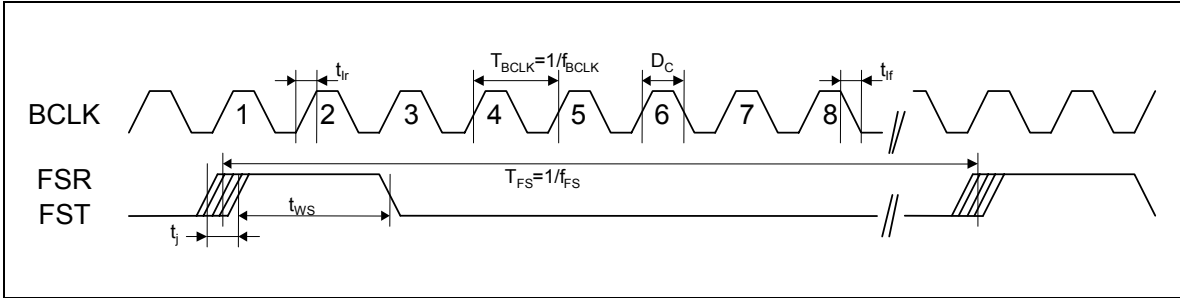 t_lr
T_BCLK=1/f_BCLK
D_C
t_lf
BCLK
1 2 3 4 5 6 7 8
FSR
T_FS=1/f_FS
FST
t_WS
t_j